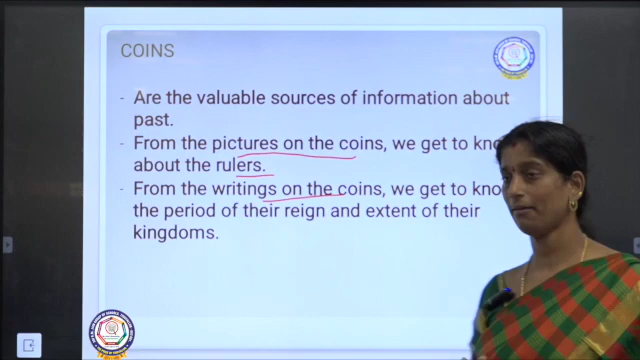 COINS
- Are the valuable sources of information about
past.
- From the pictures on the coins, we get to kno
about the rulers.
- From the writings on the coins, we get to kno
the period of their reign and extent of their
kingdoms.